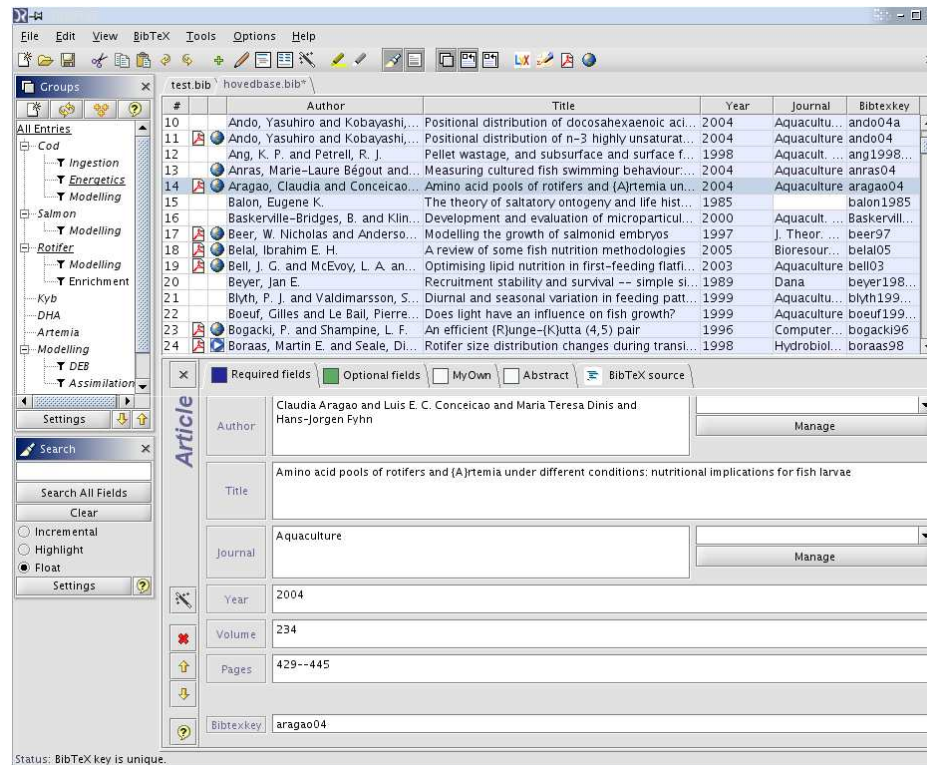 File Edit View BibTeX Tools Options Help
Groups
All Entries
Cod
Ingestion
Energetics
Modelling
Salmon
Modelling
Rotifer
Modelling
Enrichment
Kyb
DHA
Artemia
Modelling
DEB
Assimilation
Settings
Search
Search All Fields
Clear
Incremental
Highlight
Float
Settings
test.bib hovedbase.bib*
# Author Title Year Journal Bibtexkey
10 Ando, Yasuhiro and Kobayashi,... Positional distribution of docosahexaenoic aci... 2004 Aquacultu... ando04a
11 Ando, Yasuhiro and Kobayashi,... Positional distribution of n-3 highly unsaturat... 2004 Aquaculture ando04
12 Ang, K. P. and Petrell, R. J. Pellet wastage, and subsurface and surface f... 1998 Aquacult. ... ang1998...
13 Anras, Marie-Laure Bégout and... Measuring cultured fish swimming behaviour:... 2004 Aquaculture anras04
14 Aragao, Claudia and Conceicao... Amino acid pools of rotifers and {A}rtemia un... 2004 Aquaculture aragao04
15 Balon, Eugene K. The theory of saltatory ontogeny and life hist... 1985 balon1985
16 Baskerville-Bridges, B. and Klin... Development and evaluation of microparticul... 2000 Aquacult. ... Baskervill...
17 Beer, W. Nicholas and Anderso... Modelling the growth of salmonid embryos 1997 J. Theor. ... beer97
18 Belal, Ibrahim E. H. A review of some fish nutrition methodologies 2005 Bioresour... belal05
19 Bell, J. G. and McEvoy, L. A. an... Optimising lipid nutrition in first-feeding flatfi... 2003 Aquaculture bell03
20 Beyer, Jan E. Recruitment stability and survival -- simple si... 1989 Dana beyer198...
21 Blyth, P. J. and Valdimarsson, S... Diurnal and seasonal variation in feeding patt... 1999 Aquacultu... blyth199...
22 Boeuf, Gilles and Le Bail, Pierre... Does light have an influence on fish growth? 1999 Aquaculture boeuf199...
23 Bogacki, P. and Shampine, L. F. An efficient {R}unge-{K}utta (4,5) pair 1996 Computer... bogacki96
24 Boraas, Martin E. and Seale, Di... Rotifer size distribution changes during transi... 1998 Hydrobiol... boraas98
Required fields Optional fields MyOwn Abstract BibTeX source
Article
Author
Claudia Aragao and Luis E. C. Conceicao and Maria Teresa Dinis and
Hans-Jorgen Fyhn
Manage
Title
Amino acid pools of rotifers and {A}rtemia under different conditions: nutritional implications for fish larvae
Journal
Aquaculture
Manage
Year
2004
Volume
234
Pages
429--445
Bibtexkey
aragao04
Status: BibTeX key is unique.